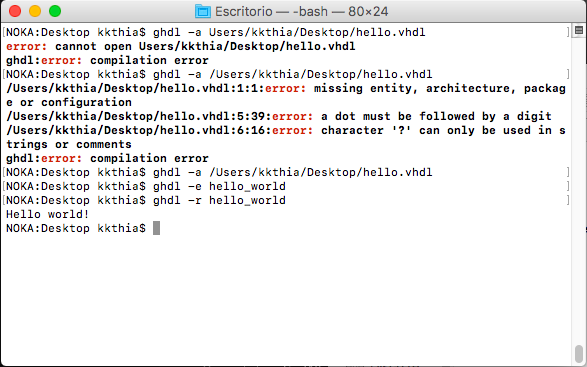 Escritorio — -bash — 80×24
[NOKA:Desktop kkthia$ ghdl -a Users/kkthia/Desktop/hello.vhdl ]
error: cannot open Users/kkthia/Desktop/hello.vhdl
ghdl:error: compilation error
[NOKA:Desktop kkthia$ ghdl -a /Users/kkthia/Desktop/hello.vhdl ]
/Users/kkthia/Desktop/hello.vhdl:1:1:error: missing entity, architecture, packag
e or configuration
/Users/kkthia/Desktop/hello.vhdl:5:39:error: a dot must be followed by a digit
/Users/kkthia/Desktop/hello.vhdl:6:16:error: character '?' can only be used in s
trings or comments
ghdl:error: compilation error
[NOKA:Desktop kkthia$ ghdl -a /Users/kkthia/Desktop/hello.vhdl ]
[NOKA:Desktop kkthia$ ghdl -e hello_world ]
[NOKA:Desktop kkthia$ ghdl -r hello_world ]
Hello world!
NOKA:Desktop kkthia$